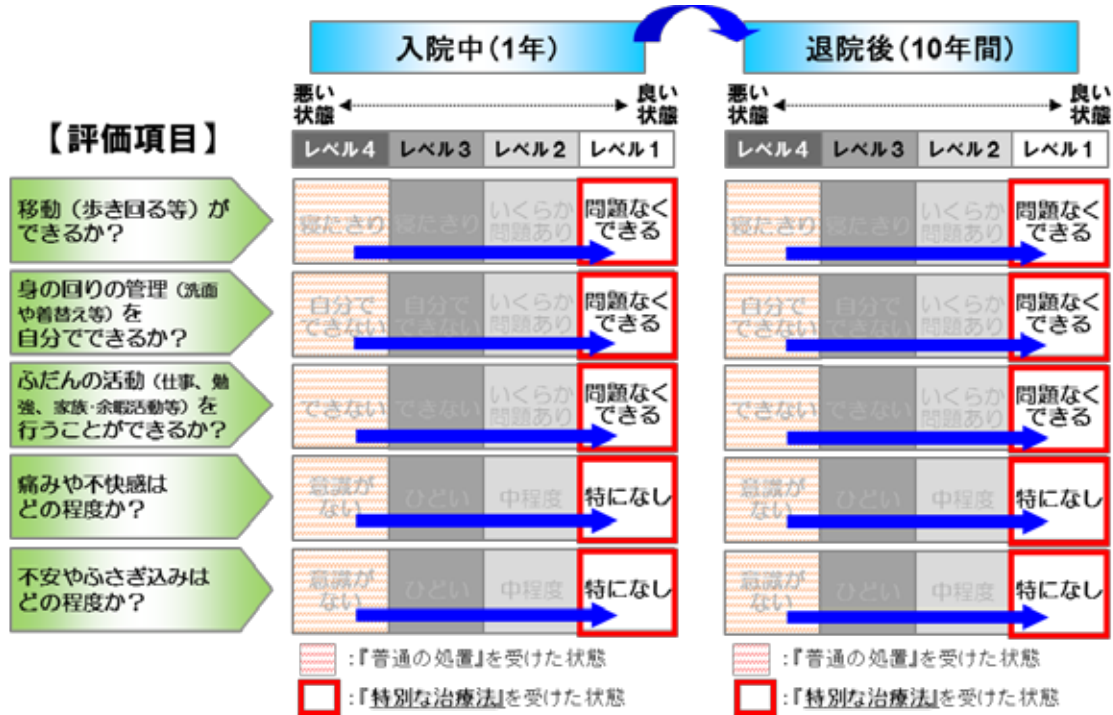 入院中（1年）
退院後（10年間）
悪い
状態
良い
状態
悪い
状態
良い
状態
【評価項目】
レベル4 レベル3 レベル2 レベル1
レベル4 レベル3 レベル2 レベル1
移動（歩き回る等）が
できるか？
寝たきり
寝たきり
いくらか
問題あり
問題なく
できる
寝たきり
寝たきり
いくらか
問題あり
問題なく
できる
身の回りの管理（洗面
や着替え等）を
自分でできるか？
自分で
できない
自分で
できない
いくらか
問題あり
問題なく
できる
自分で
できない
自分で
できない
いくらか
問題あり
問題なく
できる
ふだんの活動（仕事、勉
強、家族・余暇活動等）を
行うことができるか？
できない
できない
いくらか
問題あり
問題なく
できる
できない
できない
いくらか
問題あり
問題なく
できる
痛みや不快感は
どの程度か？
意識が
ない
ひどい
中程度
特になし
意識が
ない
ひどい
中程度
特になし
不安やふさぎ込みは
どの程度か？
意識が
ない
ひどい
中程度
特になし
意識が
ない
ひどい
中程度
特になし
：『普通の処置』を受けた状態
：『特別な治療法』を受けた状態
：『普通の処置』を受けた状態
：『特別な治療法』を受けた状態